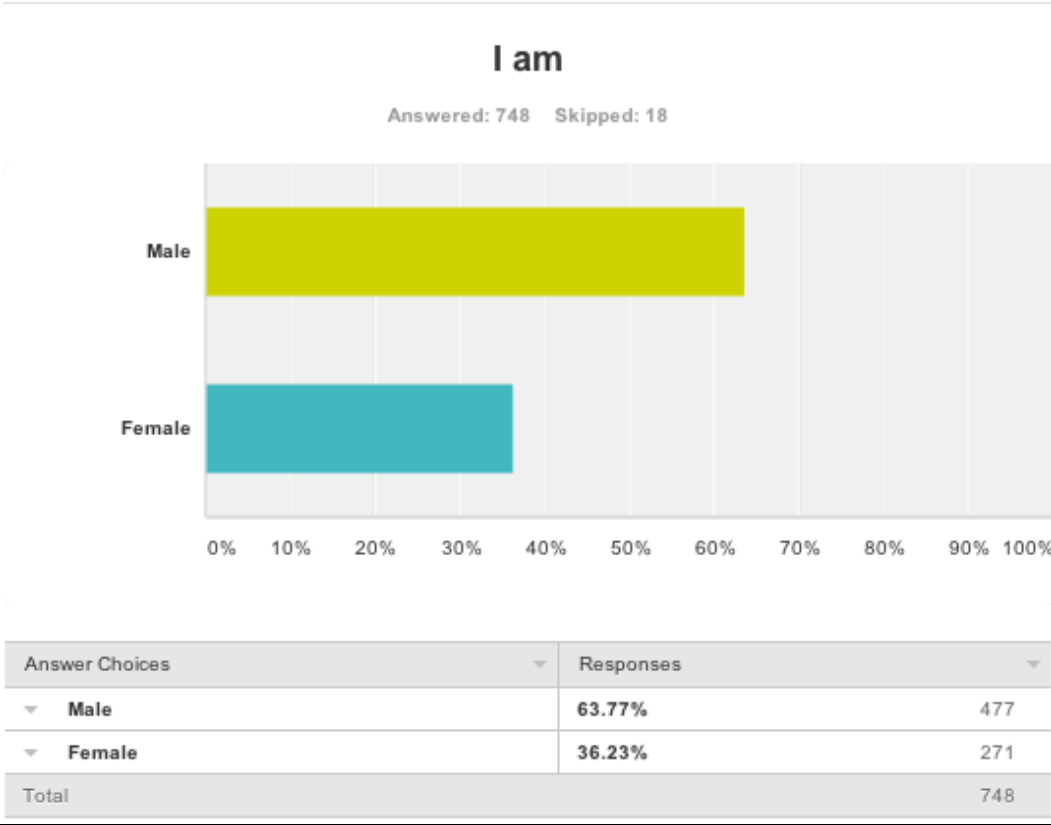 I am
Answered: 748 Skipped: 18
Male
Female
0% 10% 20% 30% 40% 50% 60% 70% 80% 90% 100%
Answer Choices Responses
Male 63.77% 477
Female 36.23% 271
Total 748